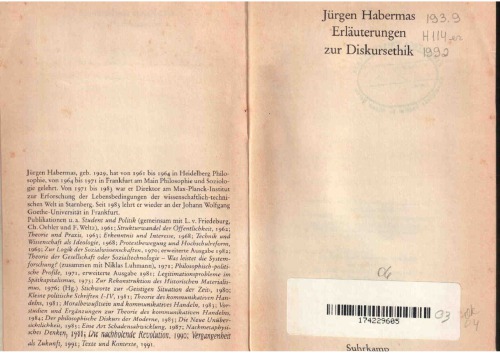 Jürgen Habermas, geb. 1929, hat von 1961 bis 1964 in Heidelberg Philo-
sophie, von 1964 bis 1971 in Frankfurt am Main Philosophie und Soziolo-
gie gelehrt. Von 1971 bis 1983 war er Direktor am Max-Planck-Institut
zur Erforschung der Lebensbedingungen der wissenschaftlich-techni-
schen Welt in Starnberg. Seit 1983 lehrt er wieder an der Johann Wolfgang
Goethe-Universität in Frankfurt.
Publikationen u. a. Student und Politik (gemeinsam mit L. v. Friedeburg,
Ch. Oehler und F. Weltz), 1961; Strukturwandel der Öffentlichkeit, 1962;
Theorie und Praxis, 1963; Erkenntnis und Interesse, 1968; Technik und
Wissenschaft als Ideologie, 1968; Protestbewegung und Hochschulreform,
1969; Zur Logik der Sozialwissenschaften, 1970, erweiterte Ausgabe 1982;
Theorie der Gesellschaft oder Sozialtechnologie – Was leistet die System-
forschung? (zusammen mit Niklas Luhmann), 1971; Philosophisch-politi-
sche Profile, 1971, erweiterte Ausgabe 1981; Legitimationsprobleme im
Spätkapitalismus, 1973; Zur Rekonstruktion des Historischen Materialis-
mus, 1976; (Hg.) Stichworte zur ›Geistigen Situation der Zeit‹, 1980;
Kleine politische Schriften I-IV, 1981; Theorie des kommunikativen Han-
delns, 1981; Moralbewußtsein und kommunikatives Handeln, 1983; Vor-
studien und Ergänzungen zur Theorie des kommunikativen Handelns,
1984; Der philosophische Diskurs der Moderne, 1985; Die Neue Unüber-
sichtlichkeit, 1985; Eine Art Schadensabwicklung, 1987; Nachmetaphysi-
sches Denken, 1988; Die nachholende Revolution, 1990; Vergangenheit
als Zukunft, 1991; Texte und Kontexte, 1991.
Jürgen Habermas
Erläuterungen
zur Diskursethik
193.9
H114
1992
06
174229605
03
Suhrkamp